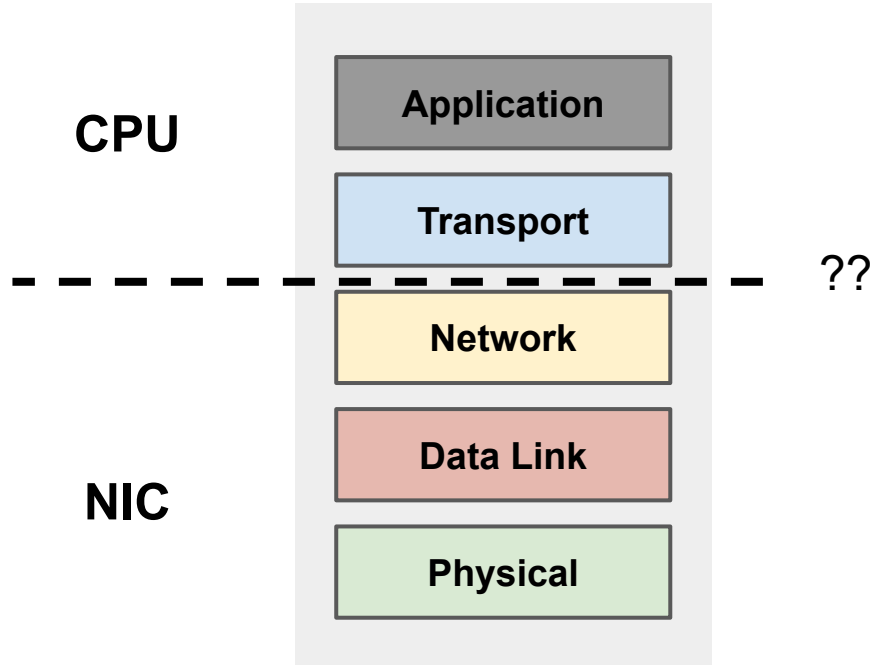 Application
CPU
Transport
??
Network
Data Link
NIC
Physical